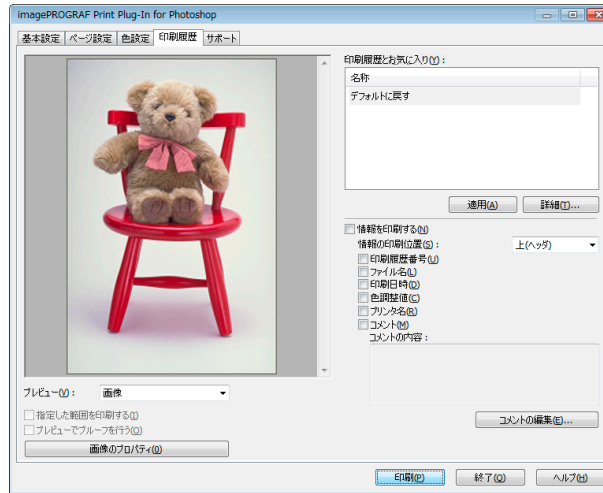 imagePROGRAF Print Plug-In for Photoshop
基本設定 ページ設定 色設定 印刷履歴 サポート
印刷履歴とお気に入り(Y):
名称
デフォルトに戻す
適用(A) 詳細(T)...
情報を印刷する(N)
情報の印刷位置(S): 上(ヘッダ)
印刷履歴番号(U)
ファイル名(L)
印刷日時(D)
色調整値(C)
プリンタ名(R)
コメント(M)
コメントの内容:
プレビュー(V): 画像
指定した範囲を印刷する(I)
プレビューでプルーフを行う(O)
コメントの編集(E)...
画像のプロパティ(0)
印刷(P) 終了(Q) ヘルプ(H)